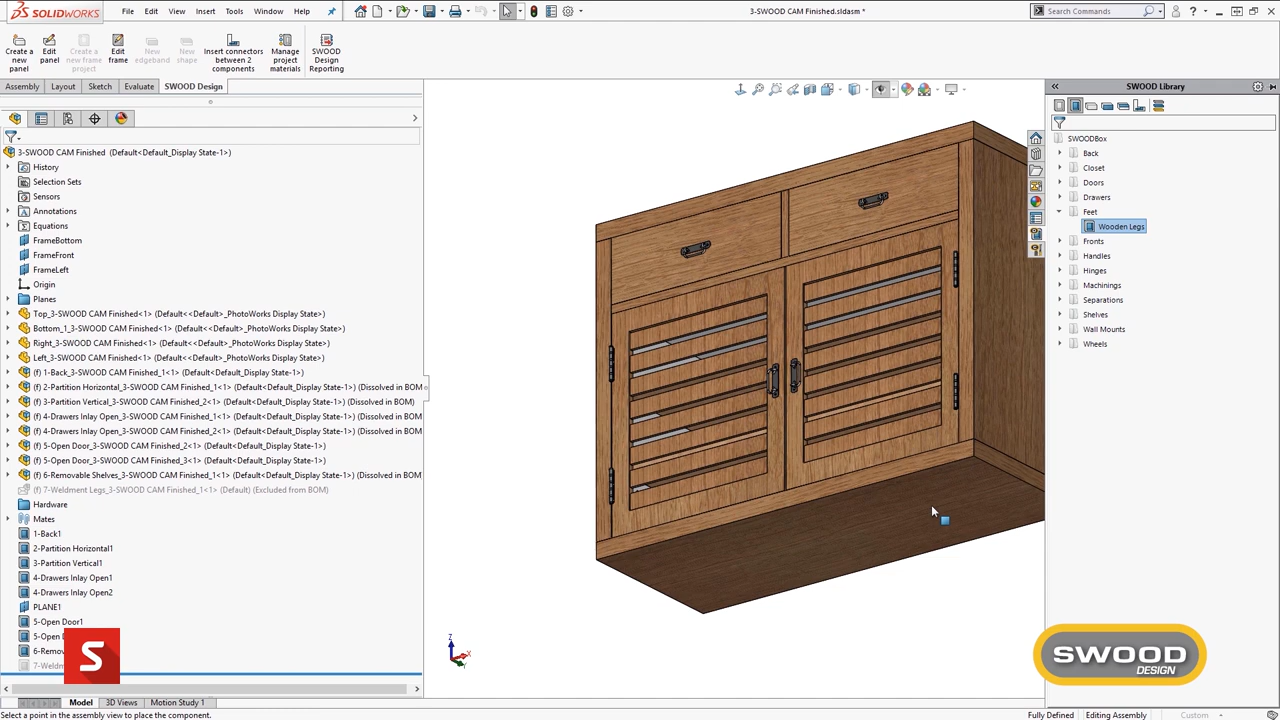 SOLIDWORKS
File Edit View Insert Tools Window Help
3-SWOOD CAM Finished.sldasm *
Search Commands
Create a new panel
Edit panel
Create a new frame project
Edit frame
New edgeband
New shape
Insert connectors between 2 components
Manage project materials
SWOOD Design Reporting
Assembly Layout Sketch Evaluate SWOOD Design
3-SWOOD CAM Finished (Default<Default_Display State-1>)
History
Selection Sets
Sensors
Annotations
Equations
FrameBottom
FrameFront
FrameLeft
Origin
Planes
Top_3-SWOOD CAM Finished<1> (Default<<Default>_PhotoWorks Display State>)
Bottom_1_3-SWOOD CAM Finished<1> (Default<<Default>_PhotoWorks Display State>)
Right_3-SWOOD CAM Finished<1> (Default<<Default>_PhotoWorks Display State>)
Left_3-SWOOD CAM Finished<1> (Default<<Default>_PhotoWorks Display State>)
(f) 1-Back_3-SWOOD CAM Finished_1<1> (Default<Default_Display State-1>)
(f) 2-Partition Horizontal_3-SWOOD CAM Finished_1<1> (Default<Default_Display State-1>) (Dissolved in BOM
(f) 3-Partition Vertical_3-SWOOD CAM Finished_2<1> (Default<Default_Display State-1>) (Dissolved in BOM)
(f) 4-Drawers Inlay Open_3-SWOOD CAM Finished_1<1> (Default<Default_Display State-1>) (Dissolved in BOM
(f) 4-Drawers Inlay Open_3-SWOOD CAM Finished_2<1> (Default<Default_Display State-1>) (Dissolved in BOM
(f) 5-Open Door_3-SWOOD CAM Finished_2<1> (Default<Default_Display State-1>)
(f) 5-Open Door_3-SWOOD CAM Finished_3<1> (Default<Default_Display State-1>)
(f) 6-Removable Shelves_3-SWOOD CAM Finished_1<1> (Default<Default_Display State-1>) (Dissolved in BOM
(f) 7-Weldment Legs_3-SWOOD CAM Finished_1<1> (Default) (Excluded from BOM)
Hardware
Mates
1-Back1
2-Partition Horizontal1
3-Partition Vertical1
4-Drawers Inlay Open1
4-Drawers Inlay Open2
PLANE1
5-Open Door1
5-Open D
6-Remov
7-Weldm
S
Z
X
Y
SWOOD Library
SWOODBox
Back
Closet
Doors
Drawers
Feet
Wooden Legs
Fronts
Handles
Hinges
Machinings
Separations
Shelves
Wall Mounts
Wheels
SWOOD
DESIGN
Model 3D Views Motion Study 1
Select a point in the assembly view to place the component.
Fully Defined Editing Assembly Custom